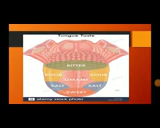 Tongue Taste
BITTER
SOUR SOUR
UMAMI
SALT SALT
SWEET
alamy stock photo